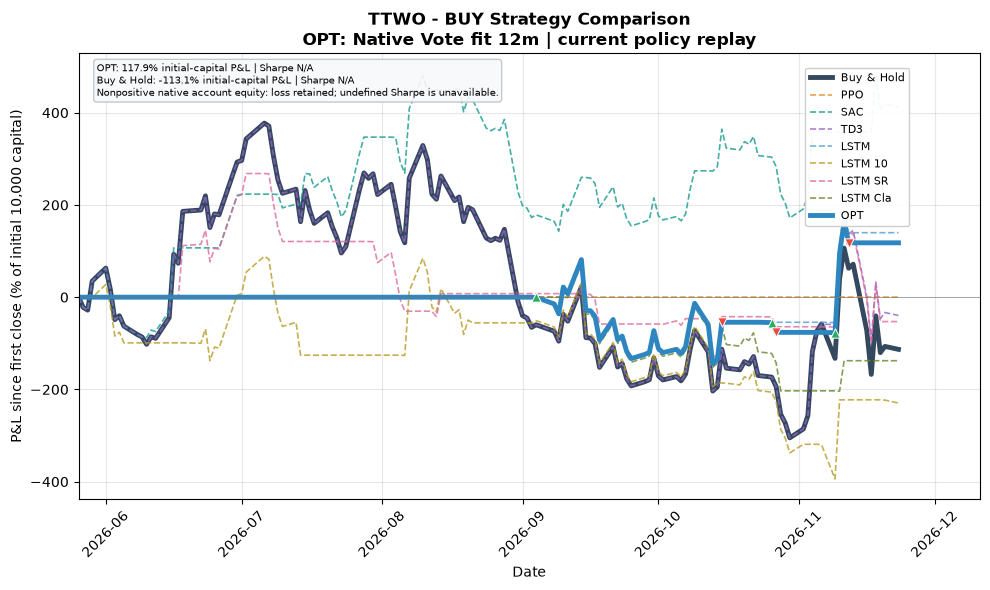 TTWO - BUY Strategy Comparison
OPT: Native Vote fit 12m | current policy replay
OPT: 117.9% initial-capital P&L | Sharpe N/A
Buy & Hold: -113.1% initial-capital P&L | Sharpe N/A
Nonpositive native account equity: loss retained; undefined Sharpe is unavailable.
Buy & Hold
PPO
SAC
TD3
LSTM
LSTM 10
LSTM SR
LSTM Cla
OPT
P&L since first close (% of initial 10,000 capital)
400
200
0
−200
−400
2026-06
2026-07
2026-08
2026-09
2026-10
2026-11
2026-12
Date